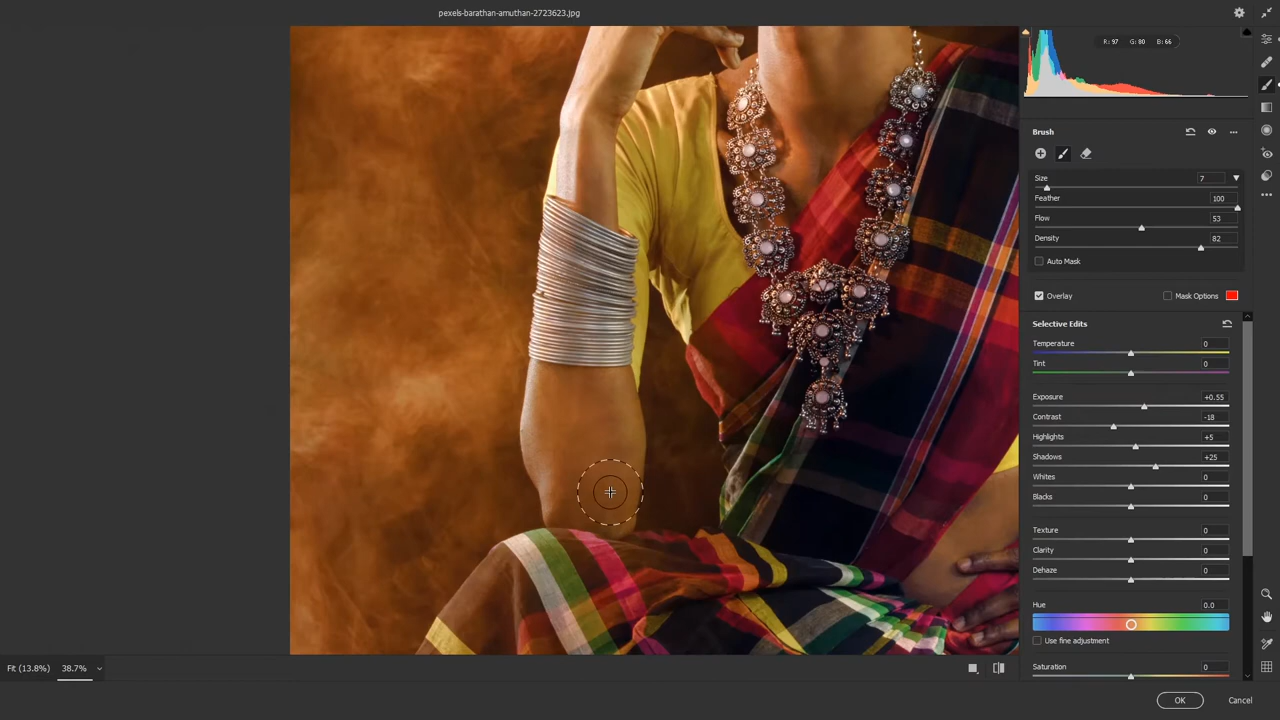 pexels-barathan-amuthan-2723623.jpg
R: 97 G: 80 B: 66
Brush
Size 7
Feather 100
Flow 53
Density 82
Auto Mask
Overlay Mask Options
Selective Edits
Temperature 0
Tint 0
Exposure +0.55
Contrast -18
Highlights +5
Shadows +25
Whites 0
Blacks 0
Texture 0
Clarity 0
Dehaze 0
Hue 0.0
Use fine adjustment
Saturation 0
Fit (13.8%) 38.7%
OK Cancel